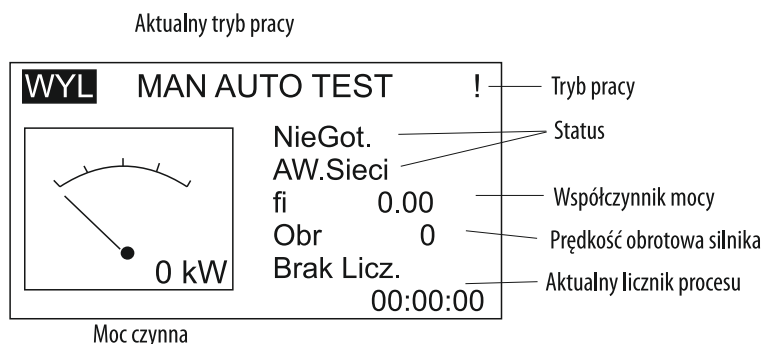 Aktualny tryb pracy
WYL MAN AUTO TEST !
Tryb pracy
NieGot.
Status
AW.Sieci
fi 0.00
Współczynnik mocy
Obr 0
Prędkość obrotowa silnika
0 kW
Brak Licz.
Aktualny licznik procesu
00:00:00
Moc czynna